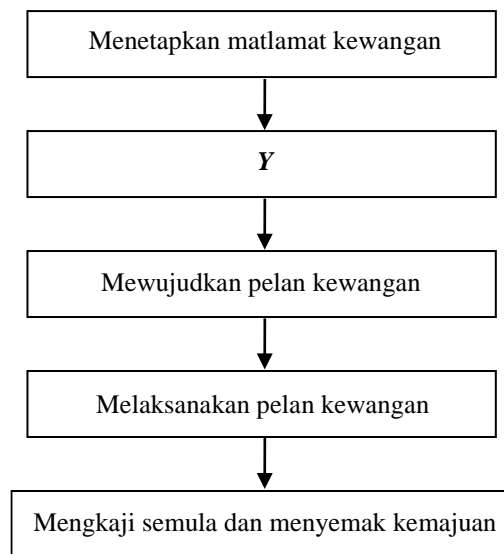 Menetapkan matlamat kewangan
Y
Mewujudkan pelan kewangan
Melaksanakan pelan kewangan
Mengkaji semula dan menyemak kemajuan